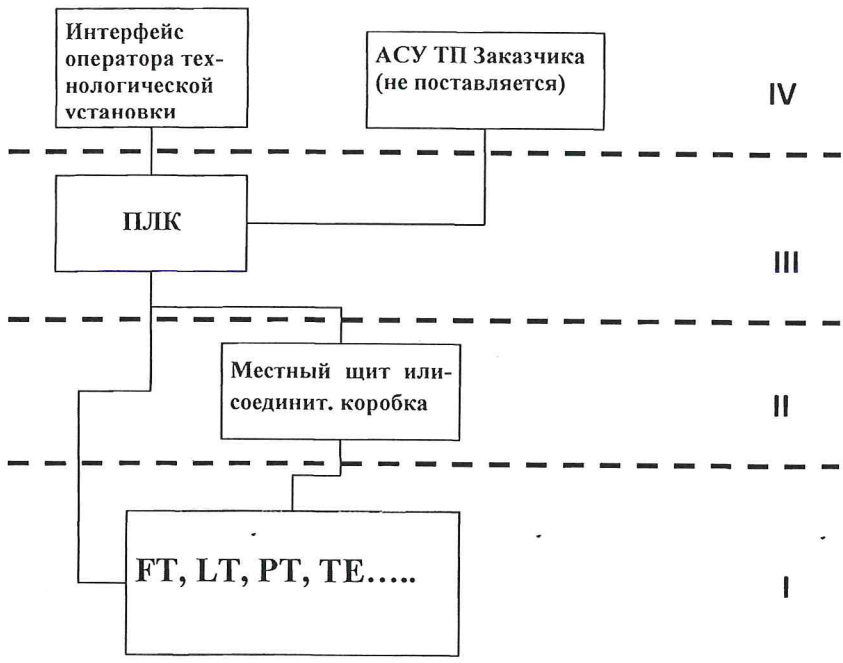 Интерфейс
оператора тех-
нологической
установки
АСУ ТП Заказчика
(не поставляется)
IV
ПЛК
III
Местный щит или-
соединит. коробка
II
FT, LT, PT, TE.....
I